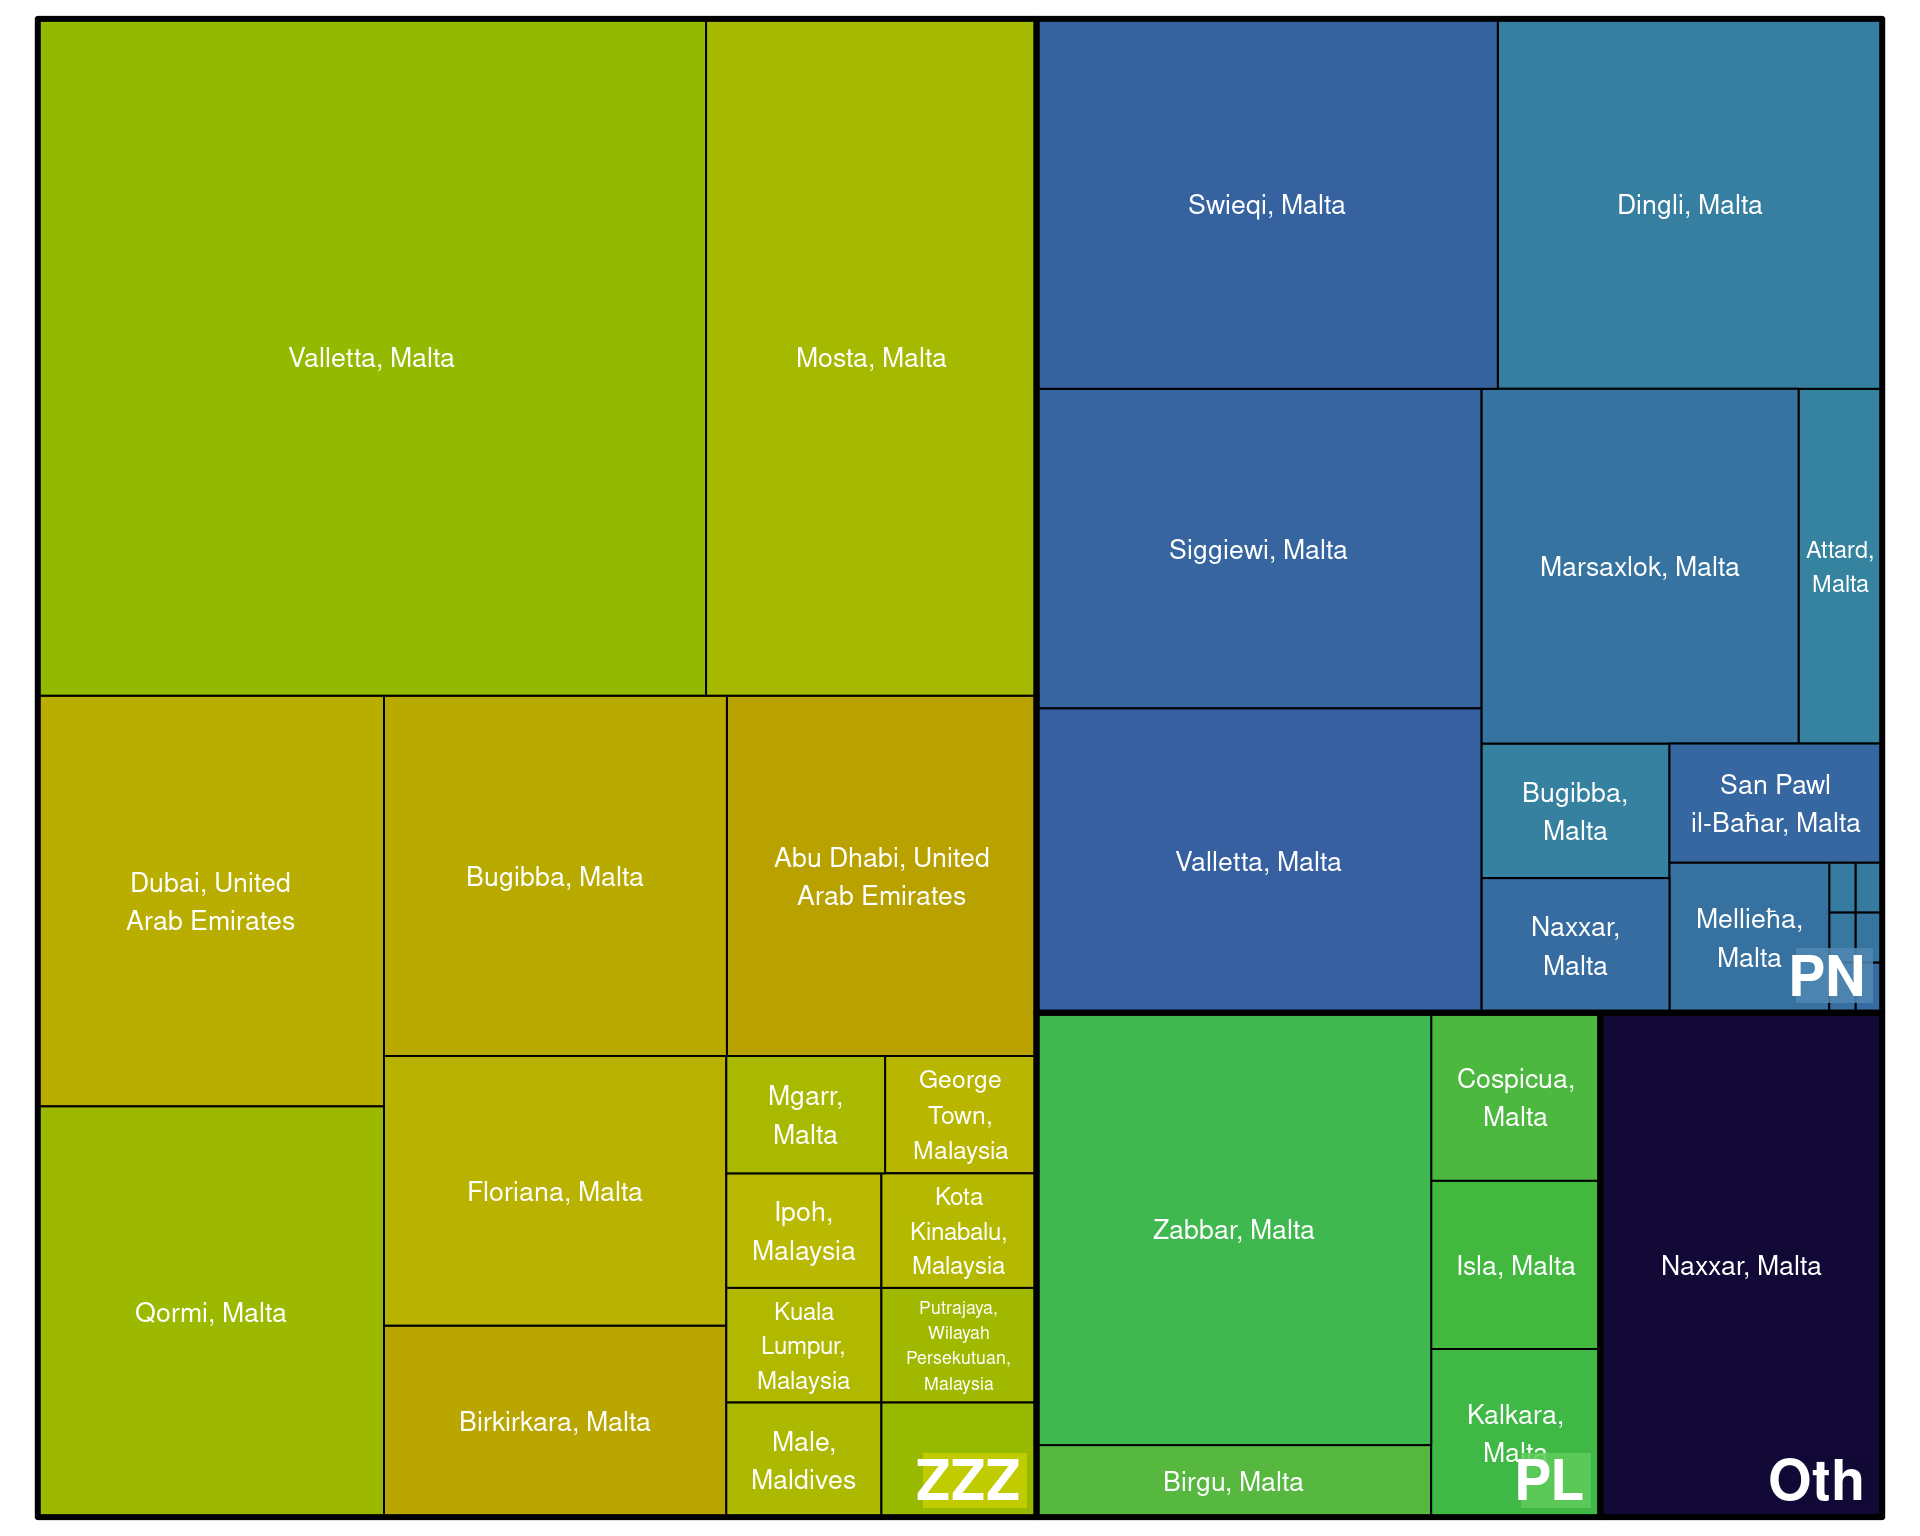 Valletta, Malta
Mosta, Malta
Dubai, United
Arab Emirates
Bugibba, Malta
Abu Dhabi, United
Arab Emirates
Qormi, Malta
Floriana, Malta
Birkirkara, Malta
Mgarr,
Malta
George
Town,
Malaysia
Ipoh,
Malaysia
Kota
Kinabalu,
Malaysia
Kuala
Lumpur,
Malaysia
Putrajaya,
Wilayah
Persekutuan,
Malaysia
Male,
Maldives
ZZZ
Swieqi, Malta
Dingli, Malta
Siggiewi, Malta
Marsaxlok, Malta
Attard,
Malta
Valletta, Malta
Bugibba,
Malta
San Pawl
il-Baħar, Malta
Naxxar,
Malta
Mellieħa,
Malta
PN
Zabbar, Malta
Cospicua,
Malta
Isla, Malta
Kalkara,
Malta
Birgu, Malta
PL
Naxxar, Malta
Oth